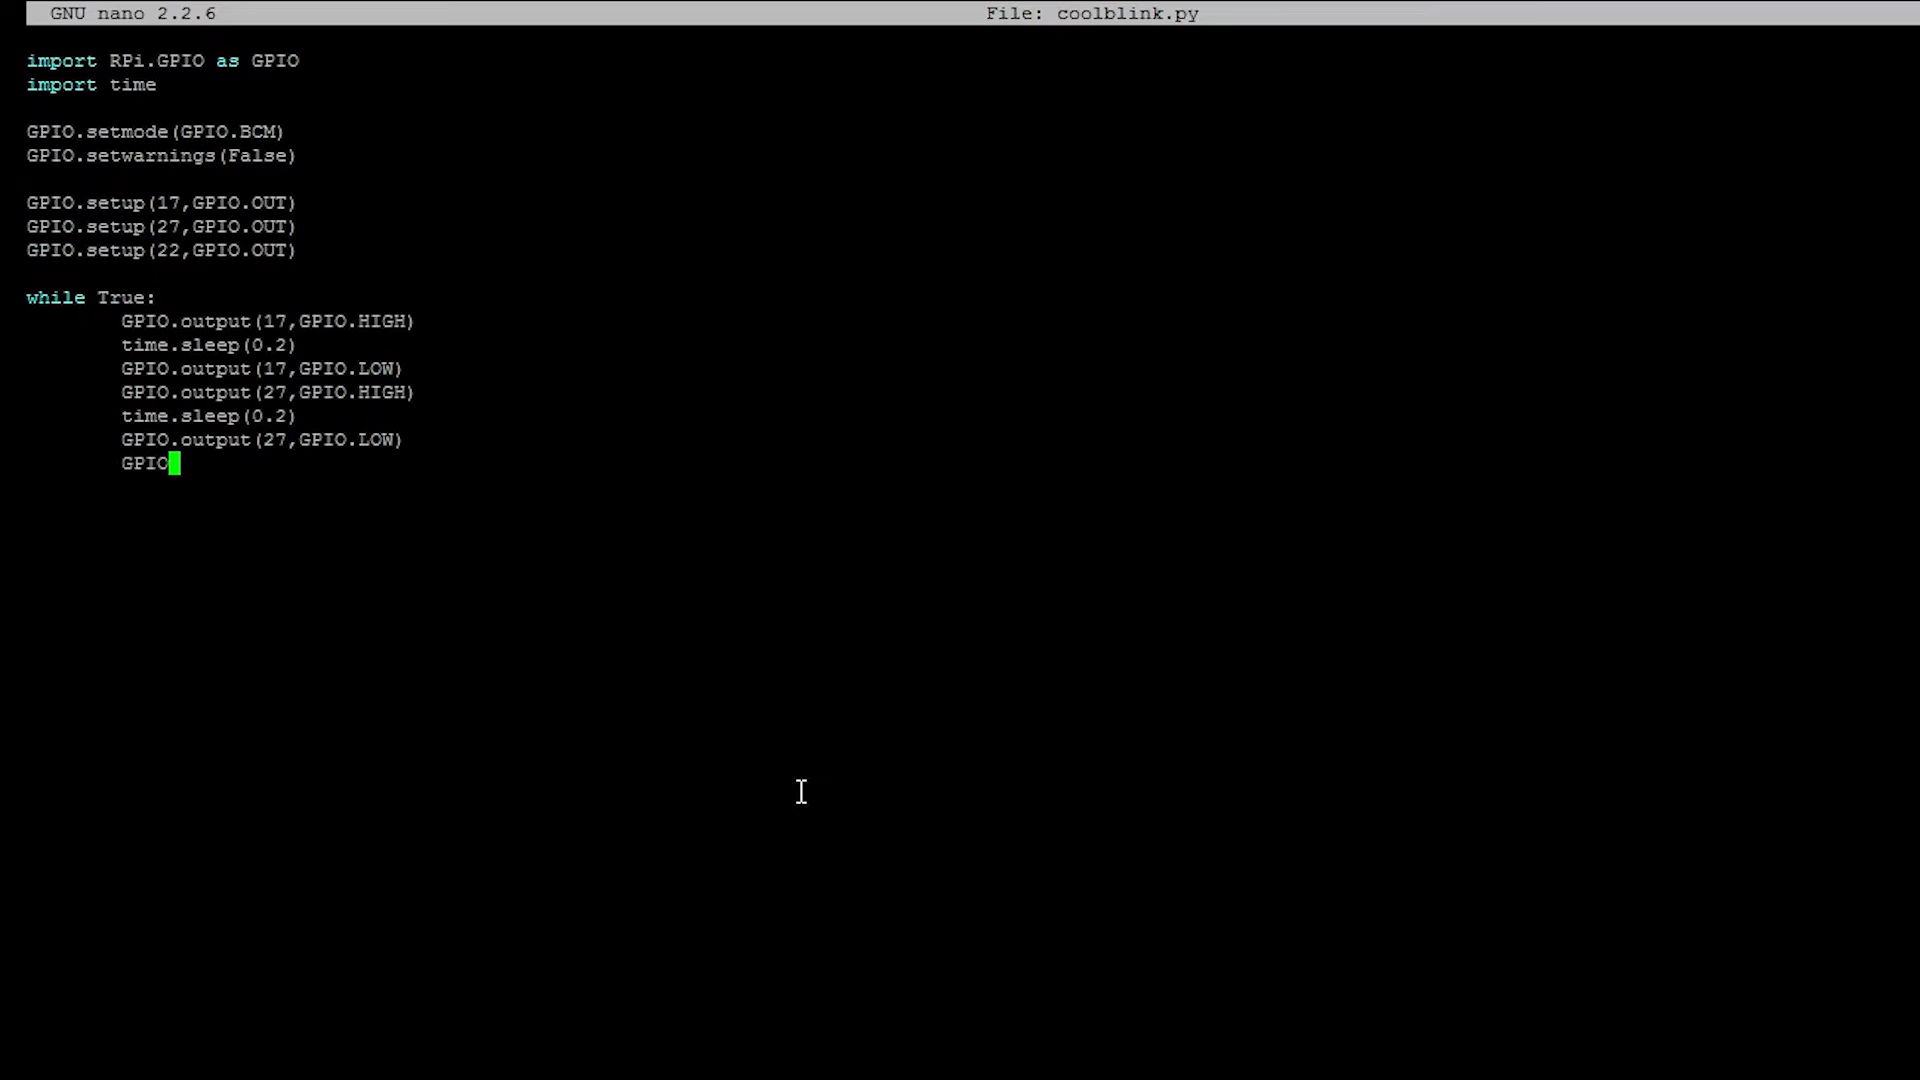 GNU nano 2.2.6 File: coolblink.py
import RPi.GPIO as GPIO
import time
GPIO.setmode(GPIO.BCM)
GPIO.setwarnings(False)
GPIO.setup(17,GPIO.OUT)
GPIO.setup(27,GPIO.OUT)
GPIO.setup(22,GPIO.OUT)
while True:
GPIO.output(17,GPIO.HIGH)
time.sleep(0.2)
GPIO.output(17,GPIO.LOW)
GPIO.output(27,GPIO.HIGH)
time.sleep(0.2)
GPIO.output(27,GPIO.LOW)
GPIO